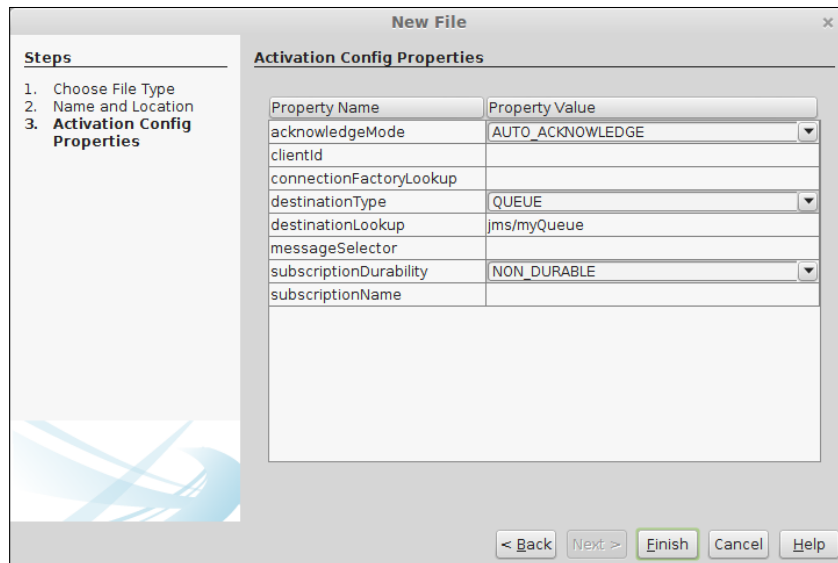 New File
×
Steps
1. Choose File Type
2. Name and Location
3. Activation Config
Properties
Activation Config Properties
Property Name Property Value
acknowledgeMode AUTO_ACKNOWLEDGE
clientId
connectionFactoryLookup
destinationType QUEUE
destinationLookup jms/myQueue
messageSelector
subscriptionDurability NON_DURABLE
subscriptionName
< Back Next > Finish Cancel Help